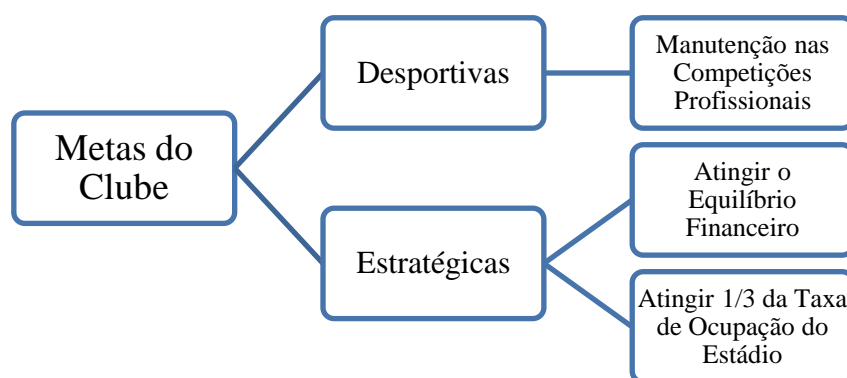 Metas do
Clube
Desportivas
Manutenção nas
Competições
Profissionais
Estratégicas
Atingir o
Equilíbrio
Financeiro
Atingir 1/3 da Taxa
de Ocupação do
Estádio